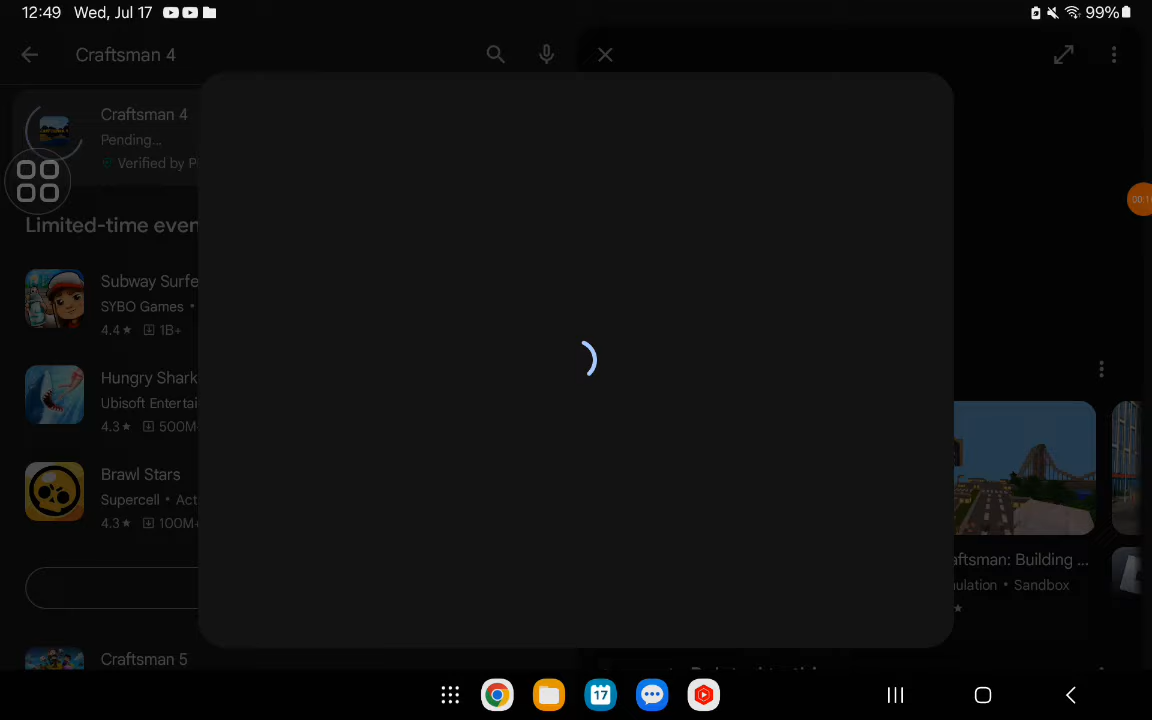 12:49 Wed, Jul 17
99%
Craftsman 4
Craftsman 4
Pending...
Verified by P
Limited-time even
Subway Surfe
SYBO Games •
4.4★ 1B+
Hungry Shark
Ubisoft Entertai
4.3★ 500M
Brawl Stars
Supercell • Act
4.3★ 100M+
Craftsman 5
aftsman: Building ...
ulation • Sandbox
17